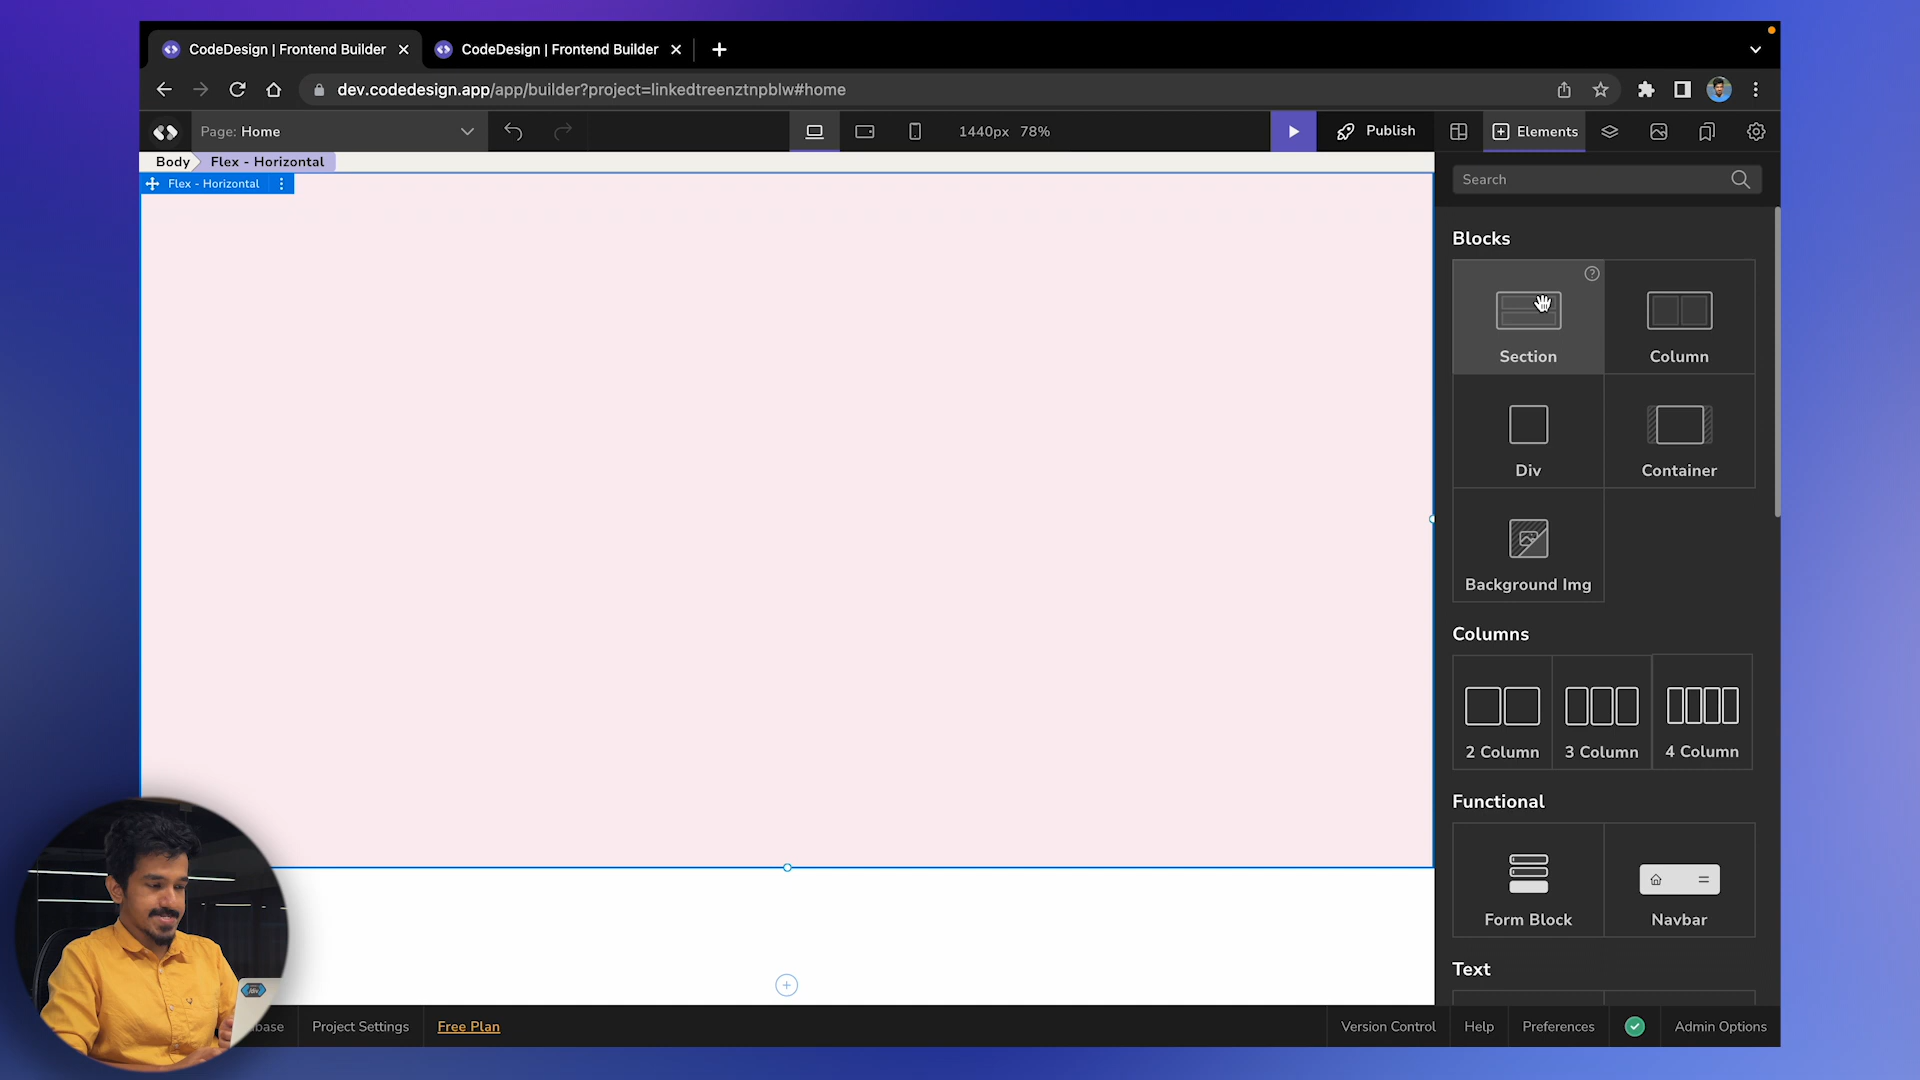 CodeDesign | Frontend Builder
CodeDesign | Frontend Builder
dev.codedesign.app/app/builder?project=linkedtreenztnpblw#home
Page: Home
1440px 78%
Publish
Elements
Body
Flex - Horizontal
Flex - Horizontal
Search
Blocks
Section
Column
Div
Container
Background Img
Columns
2 Column
3 Column
4 Column
Functional
Form Block
Navbar
Text
Project Settings
Free Plan
Version Control
Help
Preferences
Admin Options